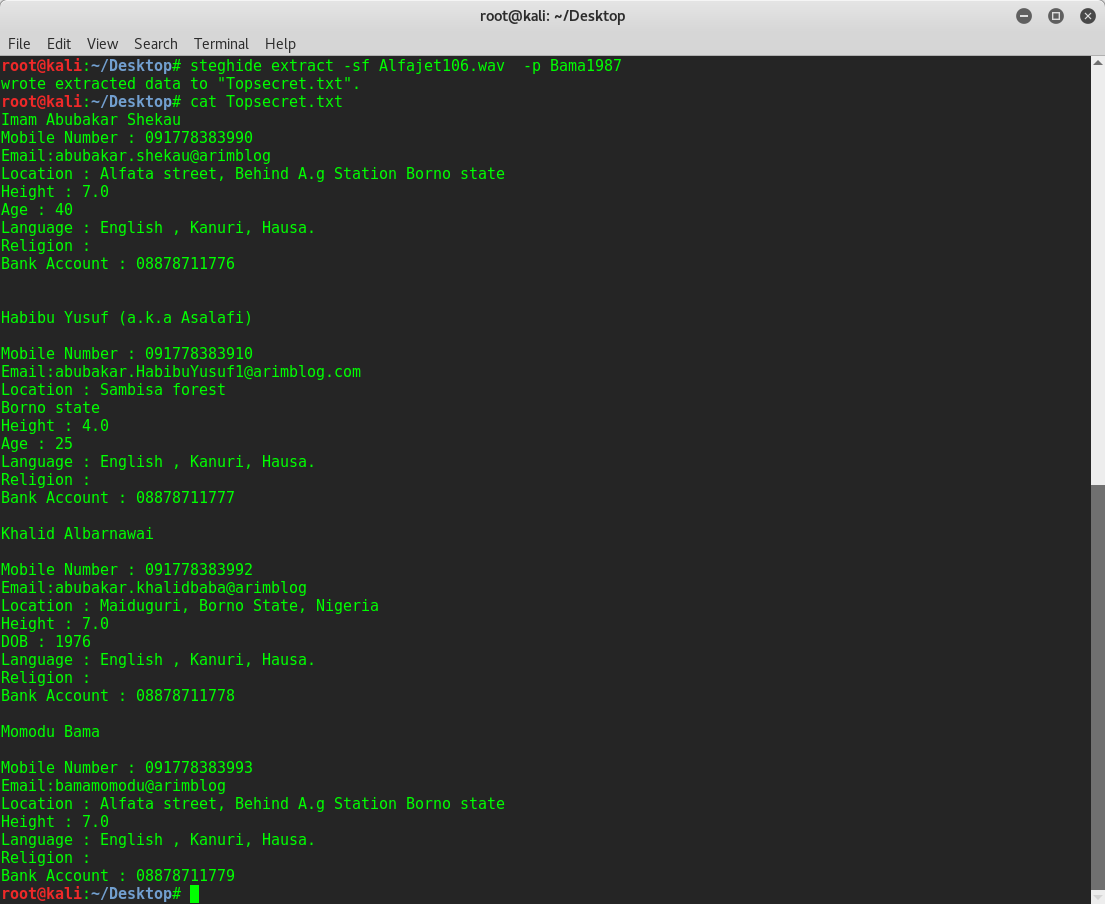 root@kali: ~/Desktop
File Edit View Search Terminal Help
root@kali:~/Desktop# steghide extract -sf Alfajet106.wav  -p Bama1987
wrote extracted data to "Topsecret.txt".
root@kali:~/Desktop# cat Topsecret.txt
Imam Abubakar Shekau
Mobile Number : 091778383990
Email:abubakar.shekau@arimblog
Location : Alfata street, Behind A.g Station Borno state
Height : 7.0
Age : 40
Language : English , Kanuri, Hausa.
Religion :
Bank Account : 08878711776
Habibu Yusuf (a.k.a Asalafi)
Mobile Number : 091778383910
Email:abubakar.HabibuYusuf1@arimblog.com
Location : Sambisa forest
Borno state
Height : 4.0
Age : 25
Language : English , Kanuri, Hausa.
Religion :
Bank Account : 08878711777
Khalid Albarnawai
Mobile Number : 091778383992
Email:abubakar.khalidbaba@arimblog
Location : Maiduguri, Borno State, Nigeria
Height : 7.0
DOB : 1976
Language : English , Kanuri, Hausa.
Religion :
Bank Account : 08878711778
Momodu Bama
Mobile Number : 091778383993
Email:bamamomodu@arimblog
Location : Alfata street, Behind A.g Station Borno state
Height : 7.0
Language : English , Kanuri, Hausa.
Religion :
Bank Account : 08878711779
root@kali:~/Desktop#